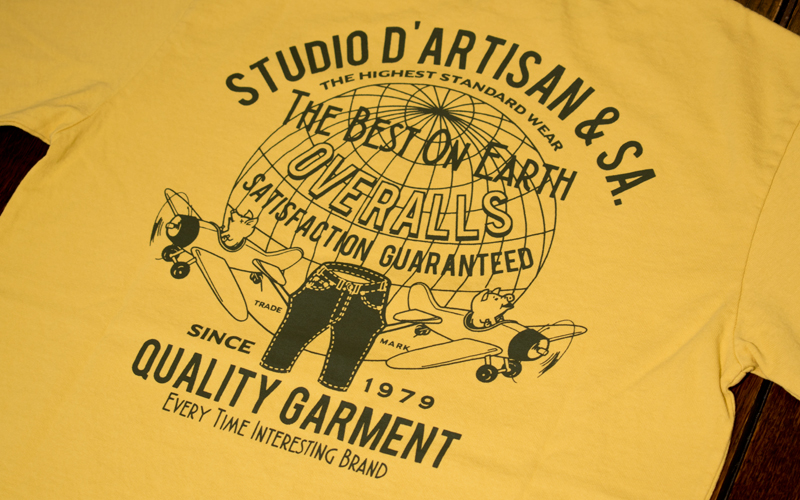 STUDIO D'ARTISAN & SA.
THE HIGHEST STANDARD WEAR
THE BEST ON EARTH
OVERALLS
SATISFACTION GUARANTEED
TRADE MARK
SINCE 1979
QUALITY GARMENT
EVERY TIME INTERESTING BRAND